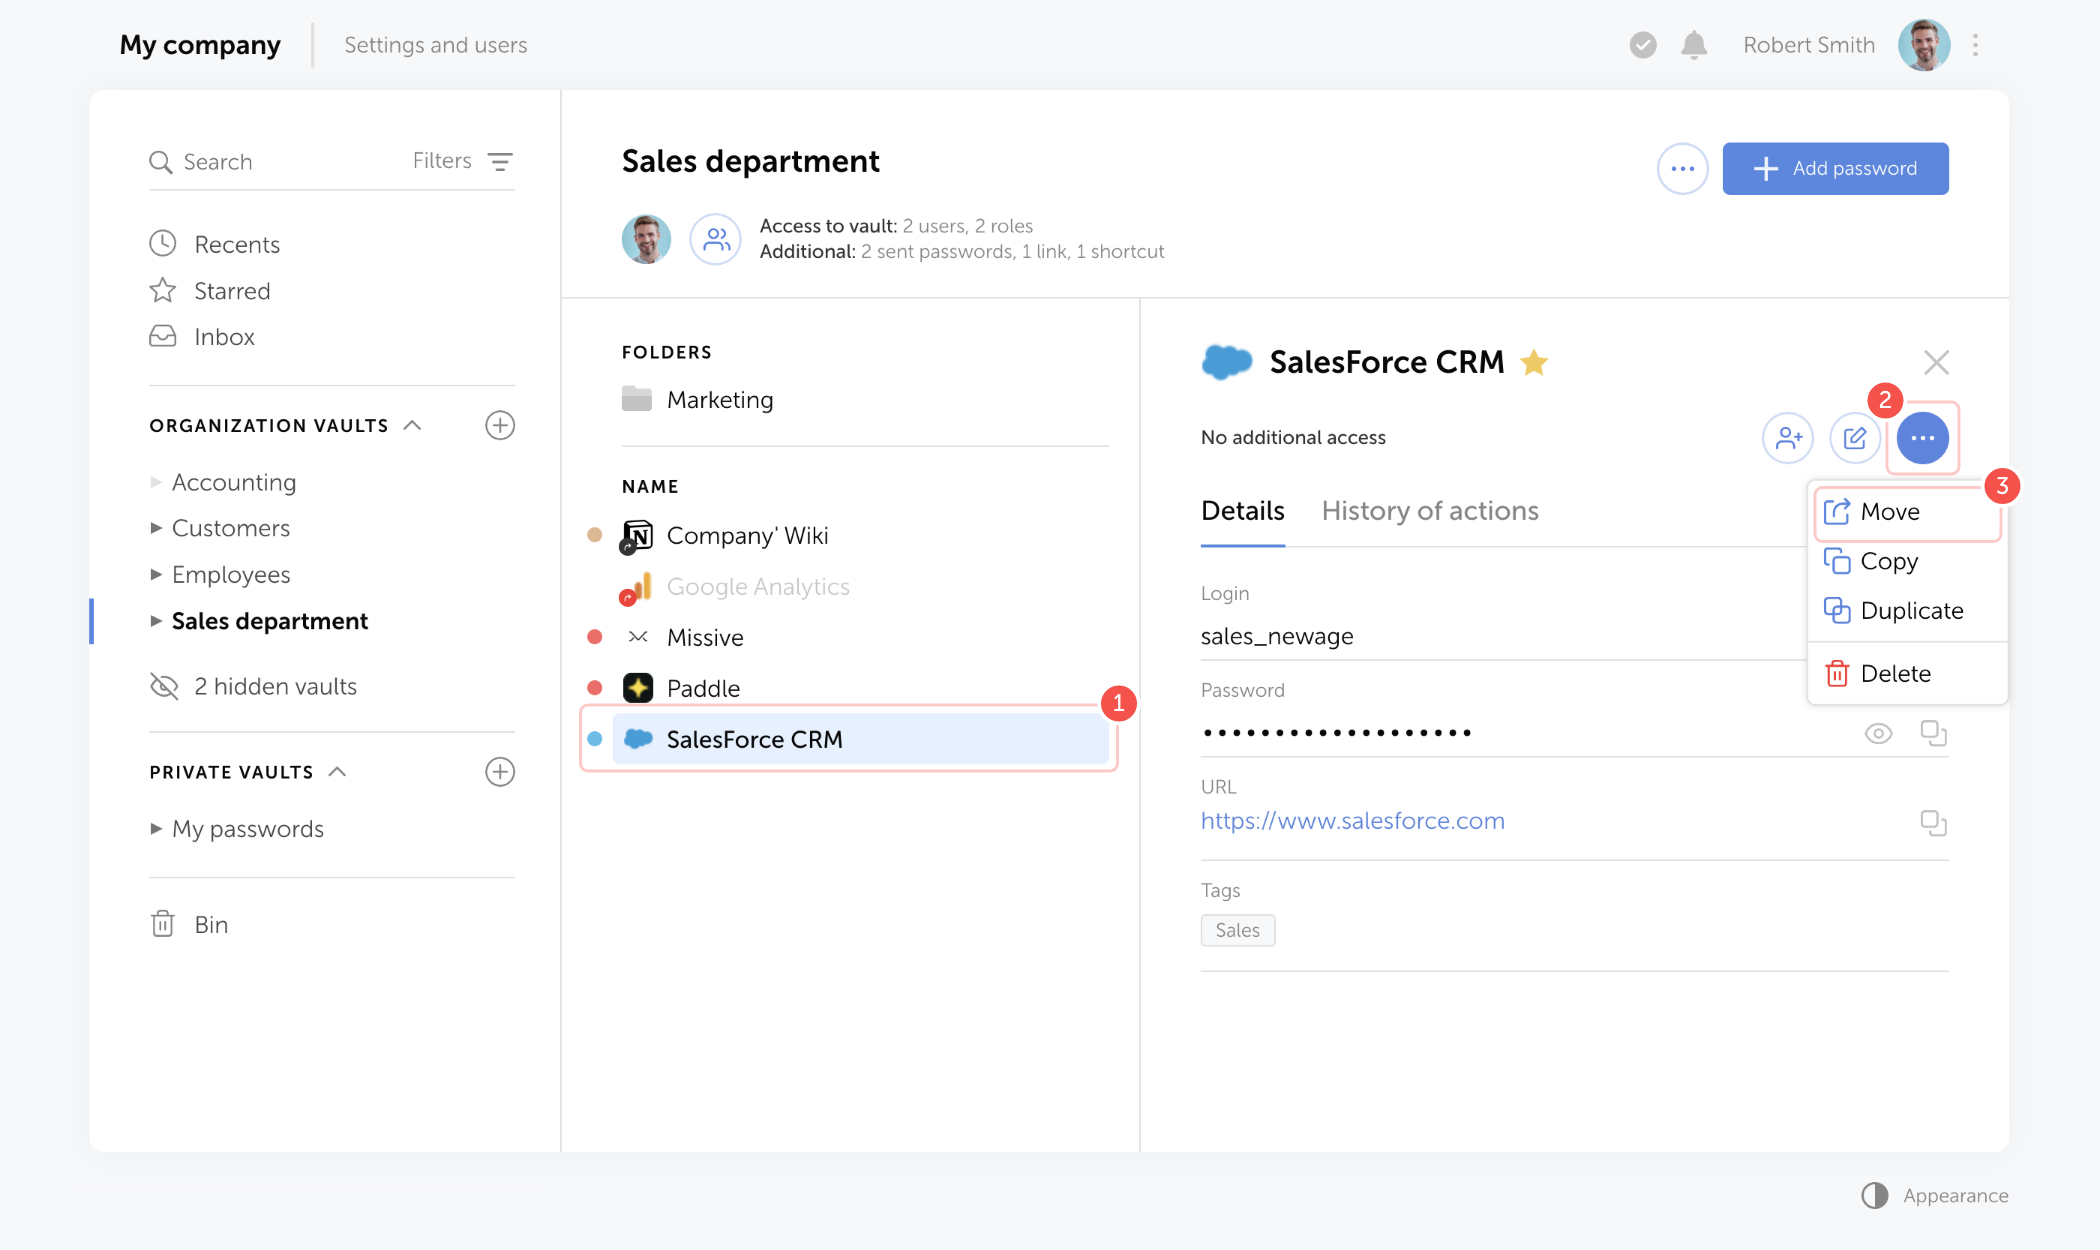 My company
Settings and users
Robert Smith
Search
Filters
Recents
Starred
Inbox
ORGANIZATION VAULTS
Accounting
Customers
Employees
Sales department
2 hidden vaults
PRIVATE VAULTS
My passwords
Bin
Sales department
Add password
Access to vault: 2 users, 2 roles
Additional: 2 sent passwords, 1 link, 1 shortcut
FOLDERS
Marketing
NAME
Company' Wiki
Google Analytics
Missive
Paddle
1
SalesForce CRM
SalesForce CRM
2
No additional access
3
Details
History of actions
Move
Copy
Duplicate
Delete
Login
sales_newage
Password
•••••••••••••••••••
URL
https://www.salesforce.com
Tags
Sales
Appearance